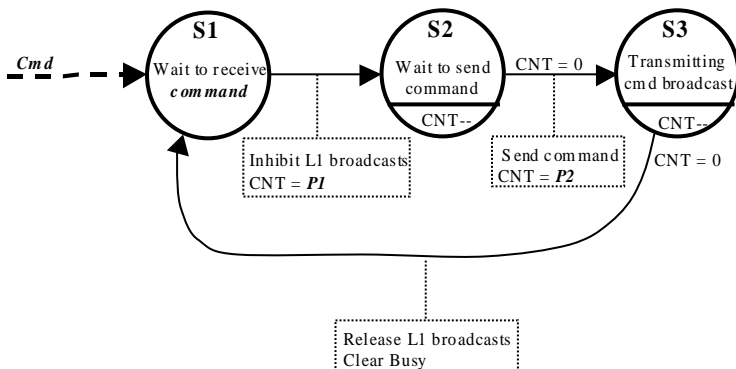 Cmd
S1
Wait to receive
command
Inhibit L1 broadcasts
CNT = P1
S2
Wait to send
command
CNT--
CNT = 0
Send command
CNT = P2
S3
Transmitting
cmd broadcast
CNT--
CNT = 0
Release L1 broadcasts
Clear Busy